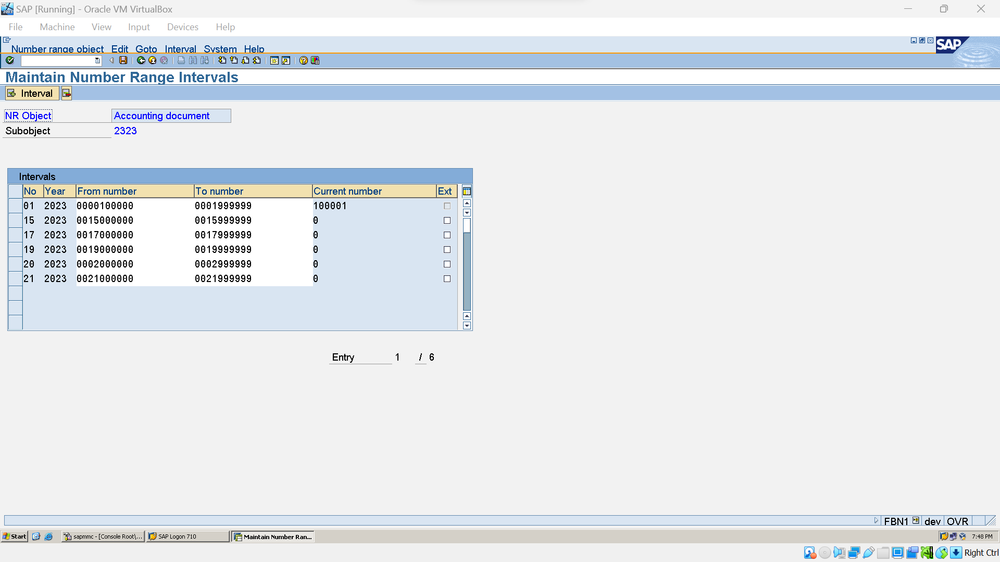 SAP [Running] - Oracle VM VirtualBox
File Machine View Input Devices Help
Number range object Edit Goto Interval System Help
SAP
Maintain Number Range Intervals
Interval
NR Object Accounting document
Subobject 2323
Intervals
No Year From number To number Current number Ext
01 2023 0000100000 0001999999 100001
15 2023 0015000000 0015999999 0
17 2023 0017000000 0017999999 0
19 2023 0019000000 0019999999 0
20 2023 0002000000 0002999999 0
21 2023 0021000000 0021999999 0
Entry 1 / 6
FBN1 dev OVR
Start sapmmc - [Console Root\... SAP Logon 710 Maintain Number Ran... 7:48 PM
Right Ctrl